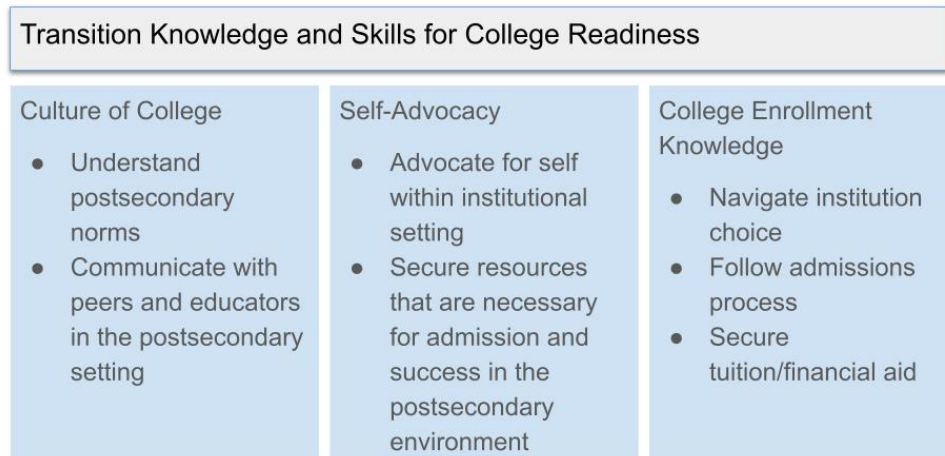 Transition Knowledge and Skills for College Readiness
Culture of College
● Understand
postsecondary
norms
● Communicate with
peers and educators
in the postsecondary
setting
Self-Advocacy
● Advocate for self
within institutional
setting
● Secure resources
that are necessary
for admission and
success in the
postsecondary
environment
College Enrollment
Knowledge
● Navigate institution
choice
● Follow admissions
process
● Secure
tuition/financial aid